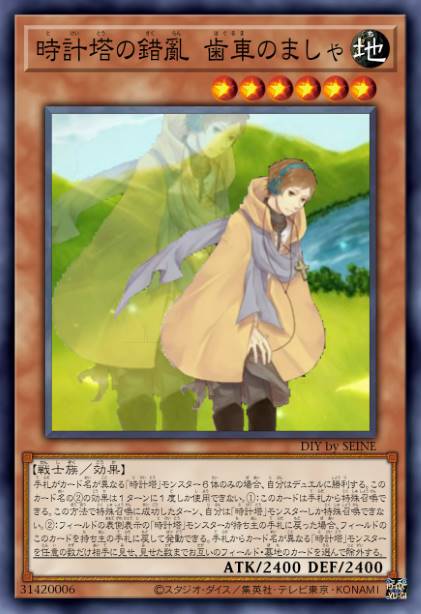 時計塔の錯亂 歯車のましゃ
地
DIY by SEINE
【戦士族／効果】
手札がカード名が異なる「時計塔」モンスター６体のみの場合、自分はデュエルに勝利する。この
カード名の②の効果は１ターンに１度しか使用できない。①：このカードは手札から特殊召喚で
きる。この方法で特殊召喚に成功したターン、自分は「時計塔」モンスターしか特殊召喚できな
い。②：フィールドの表側表示の「時計塔」モンスターが持ち主の手札に戻った場合、フィールドの
このカードを持ち主の手札に戻して発動できる。手札からカード名が異なる「時計塔」モンスター
を任意の数だけ相手に見せ、見せた数までお互いのフィールド・墓地のカードを選んで除外する。
ATK/2400 DEF/2400
31420006
©スタジオ・ダイス／集英社・テレビ東京・KONAMI